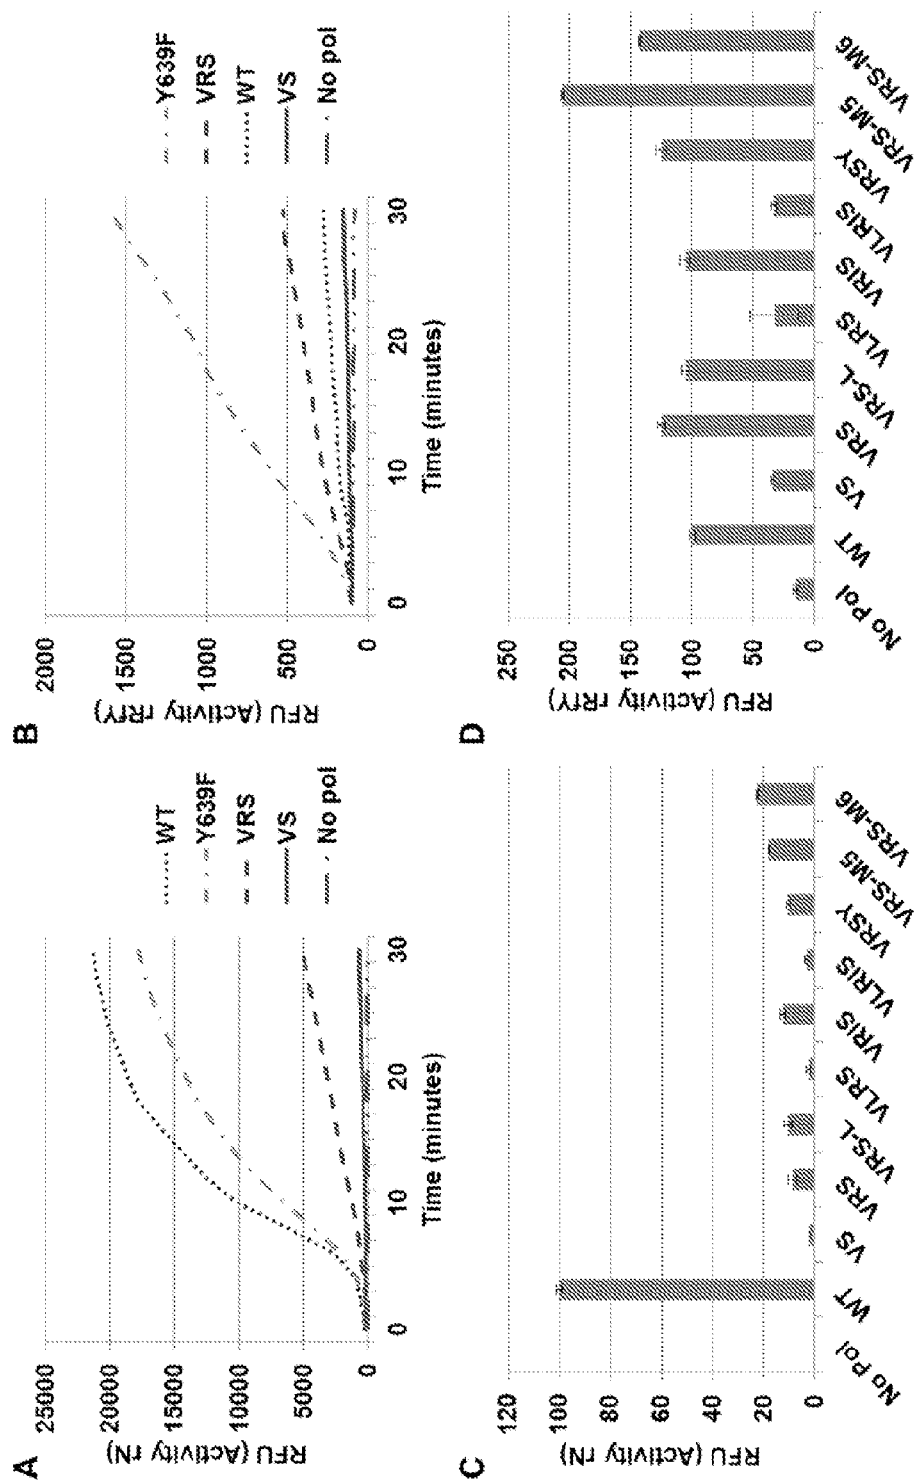 A
RFU (Activity rN)
25000
20000
15000
10000
5000
0
0 10 20 30
Time (minutes)
WT
Y639F
VRS
VS
No pol
B
RFU (Activity rRfY)
2000
1500
1000
500
0
0 10 20 30
Time (minutes)
Y639F
VRS
WT
VS
No pol
C
RFU (Activity rN)
120
100
80
60
40
20
0
No Pol WT VS VRS VRS-L VLRS VRIS VLRIS VRSY VRS-M5 VRS-M6
D
RFU (Activity rRfY)
250
200
150
100
50
0
No Pol WT VS VRS VRS-L VLRS VRIS VLRIS VRSY VRS-M5 VRS-M6